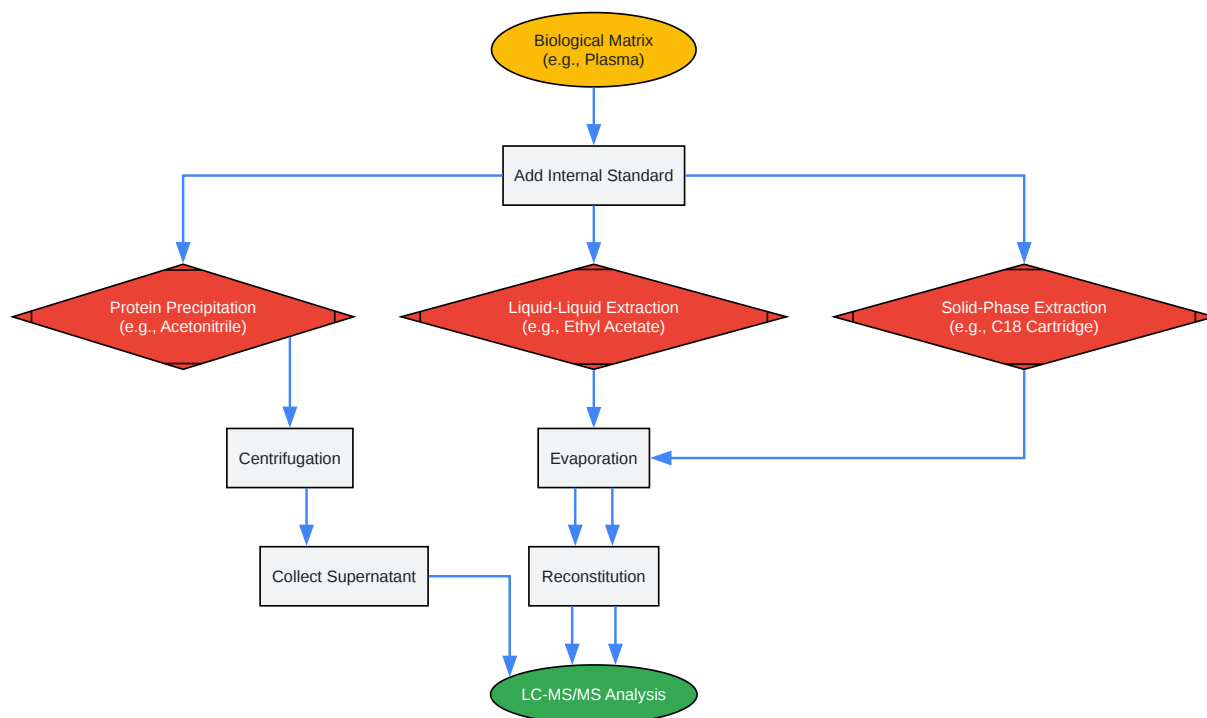 Biological Matrix
(e.g., Plasma)
Add Internal Standard
Protein Precipitation
(e.g., Acetonitrile)
Liquid-Liquid Extraction
(e.g., Ethyl Acetate)
Solid-Phase Extraction
(e.g., C18 Cartridge)
Centrifugation
Evaporation
Collect Supernatant
Reconstitution
LC-MS/MS Analysis